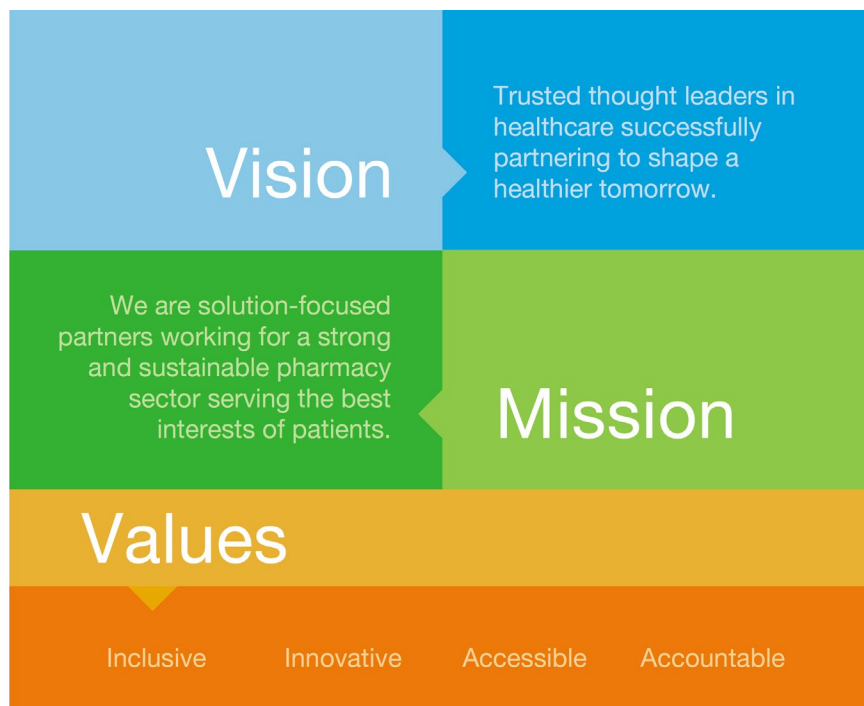 Vision
Trusted thought leaders in
healthcare successfully
partnering to shape a
healthier tomorrow.
We are solution-focused
partners working for a strong
and sustainable pharmacy
sector serving the best
interests of patients.
Mission
Values
Inclusive Innovative Accessible Accountable